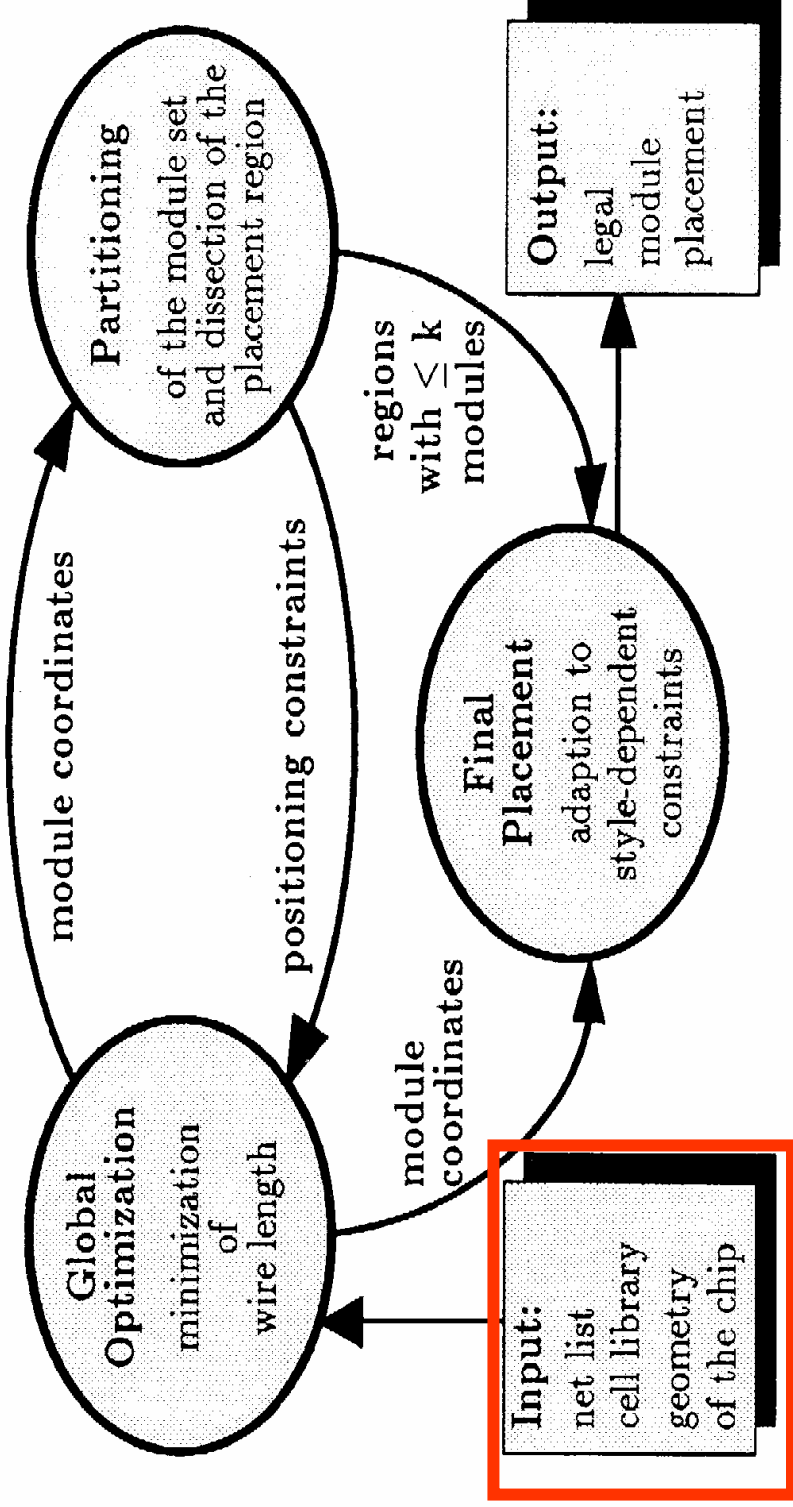 Global
Optimization
minimization
of
wire length
module coordinates
positioning constraints
Partitioning
of the module set
and dissection of the
placement region
module
coordinates
regions
with ≤ k
modules
Input:
net list
cell library
geometry
of the chip
Final
Placement
adaption to
style-dependent
constraints
Output:
legal
module
placement